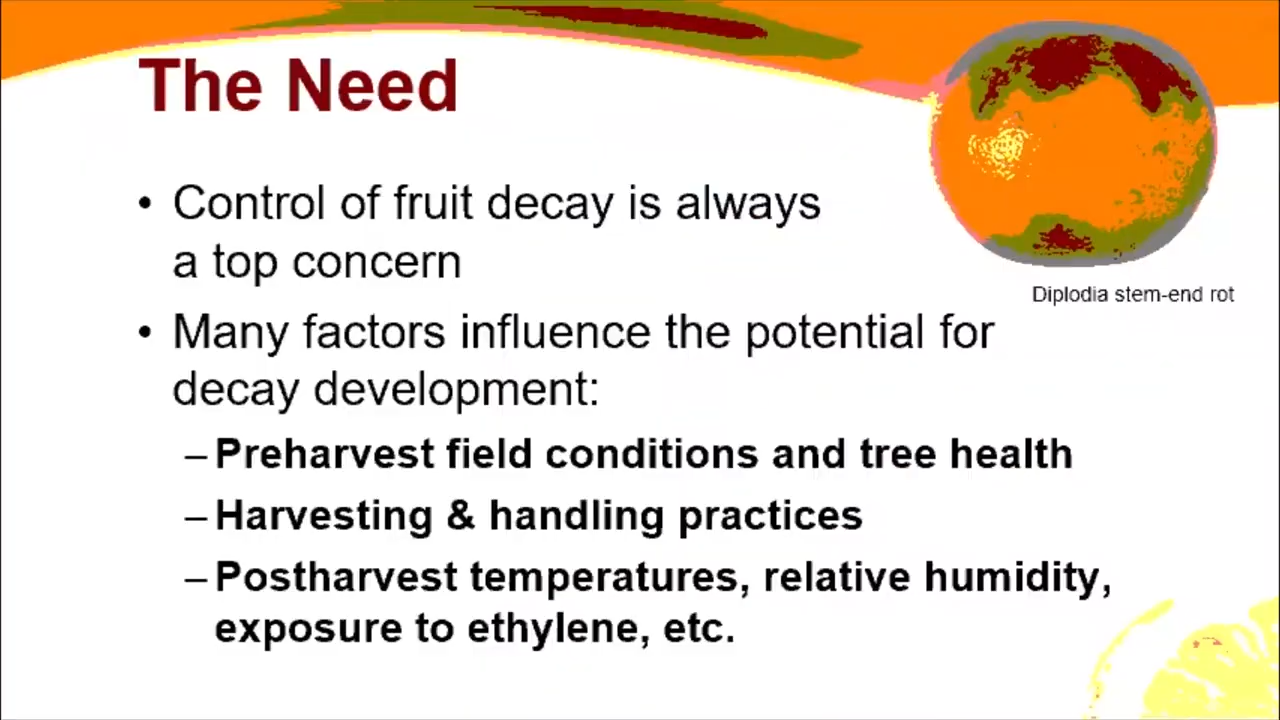 The Need
• Control of fruit decay is always
a top concern
Diplodia stem-end rot
• Many factors influence the potential for
decay development:
– Preharvest field conditions and tree health
– Harvesting & handling practices
– Postharvest temperatures, relative humidity,
exposure to ethylene, etc.